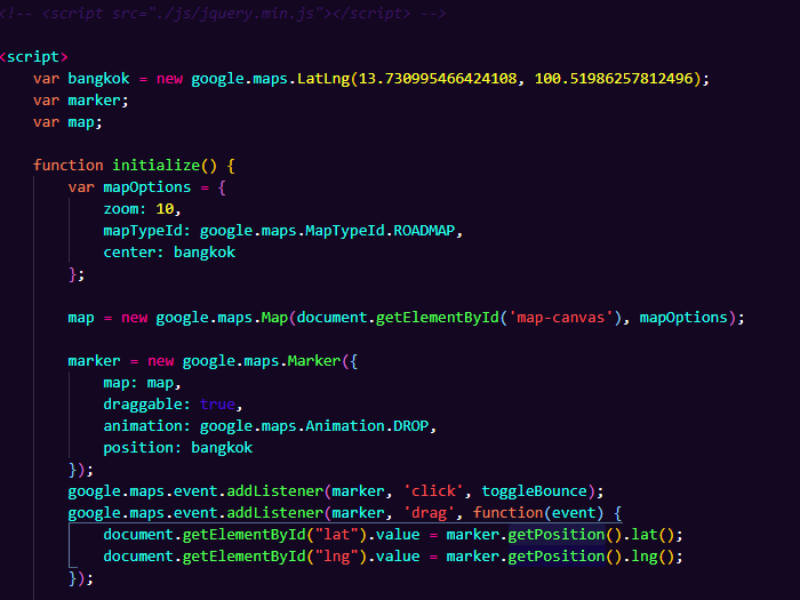 <!-- <script src="./js/jquery.min.js"></script> -->
<script>
var bangkok = new google.maps.LatLng(13.730995466424108, 100.51986257812496);
var marker;
var map;
function initialize() {
var mapOptions = {
zoom: 10,
mapTypeId: google.maps.MapTypeId.ROADMAP,
center: bangkok
};
map = new google.maps.Map(document.getElementById('map-canvas'), mapOptions);
marker = new google.maps.Marker({
map: map,
draggable: true,
animation: google.maps.Animation.DROP,
position: bangkok
});
google.maps.event.addListener(marker, 'click', toggleBounce);
google.maps.event.addListener(marker, 'drag', function(event) {
document.getElementById("lat").value = marker.getPosition().lat();
document.getElementById("lng").value = marker.getPosition().lng();
});